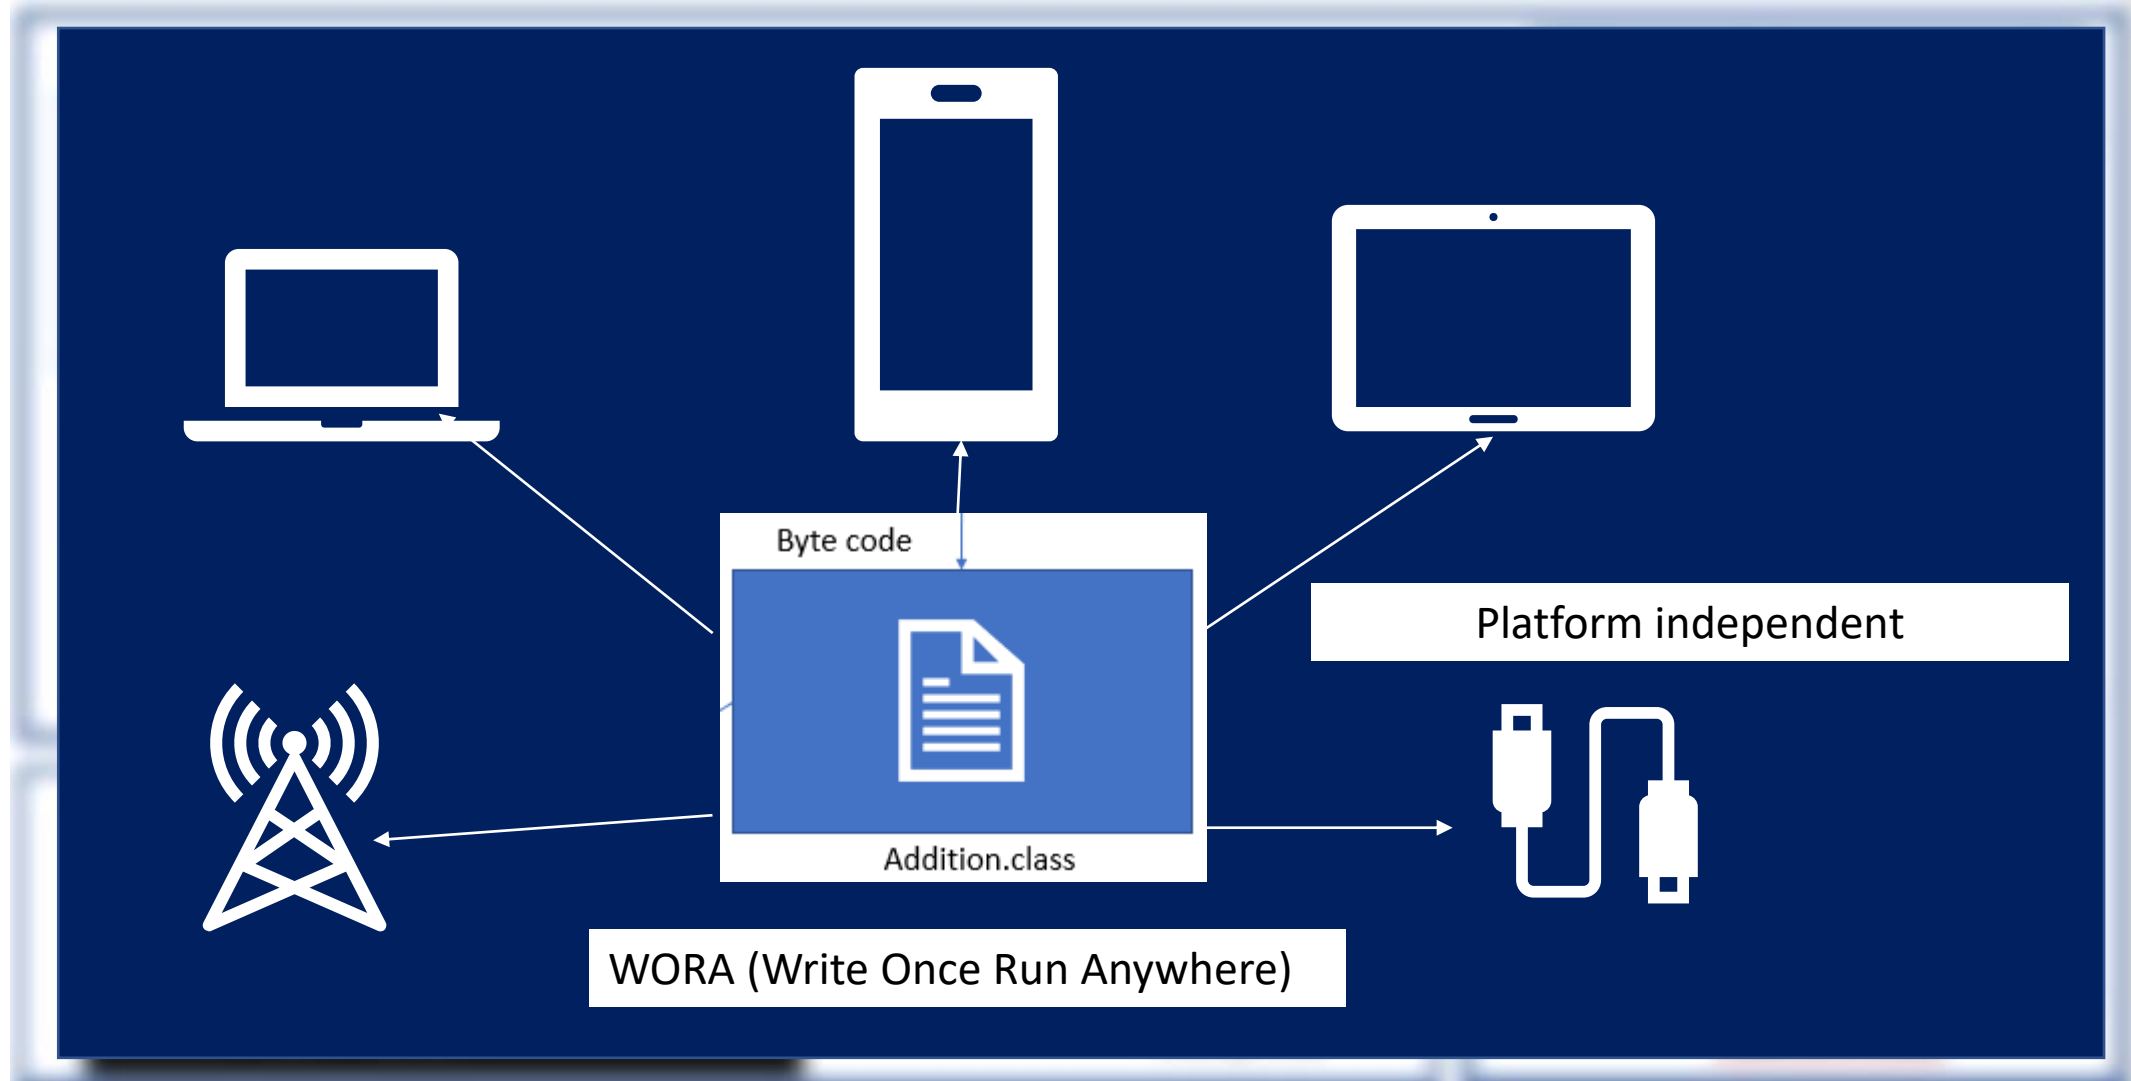 Byte code
Platform independent
Addition.class
WORA (Write Once Run Anywhere)